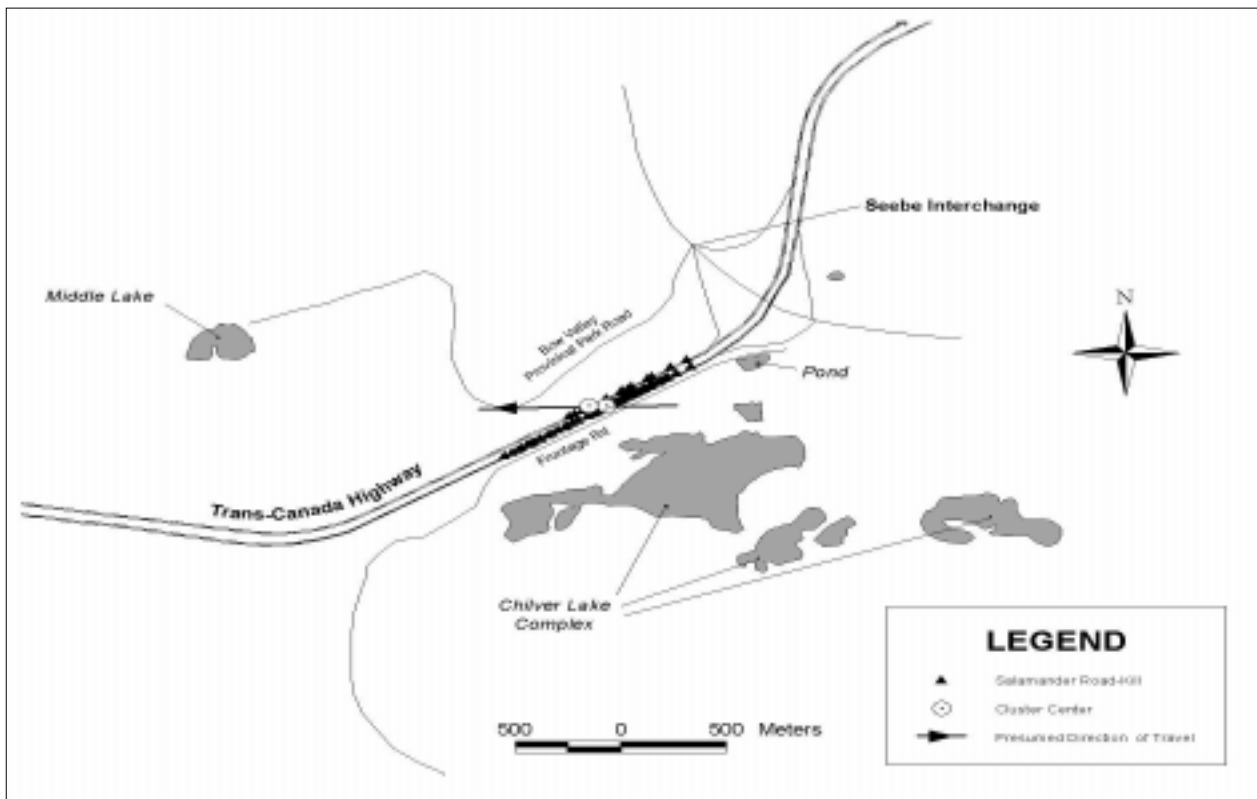 Seebe Interchange
Middle Lake
Bow Valley
Provincial Park Road
N
Pond
Frontage Rd
Trans-Canada Highway
Chilver Lake
Complex
LEGEND
Salamander Road-Kill
Cluster Center
Presumed Direction of Travel
500 0 500 Meters